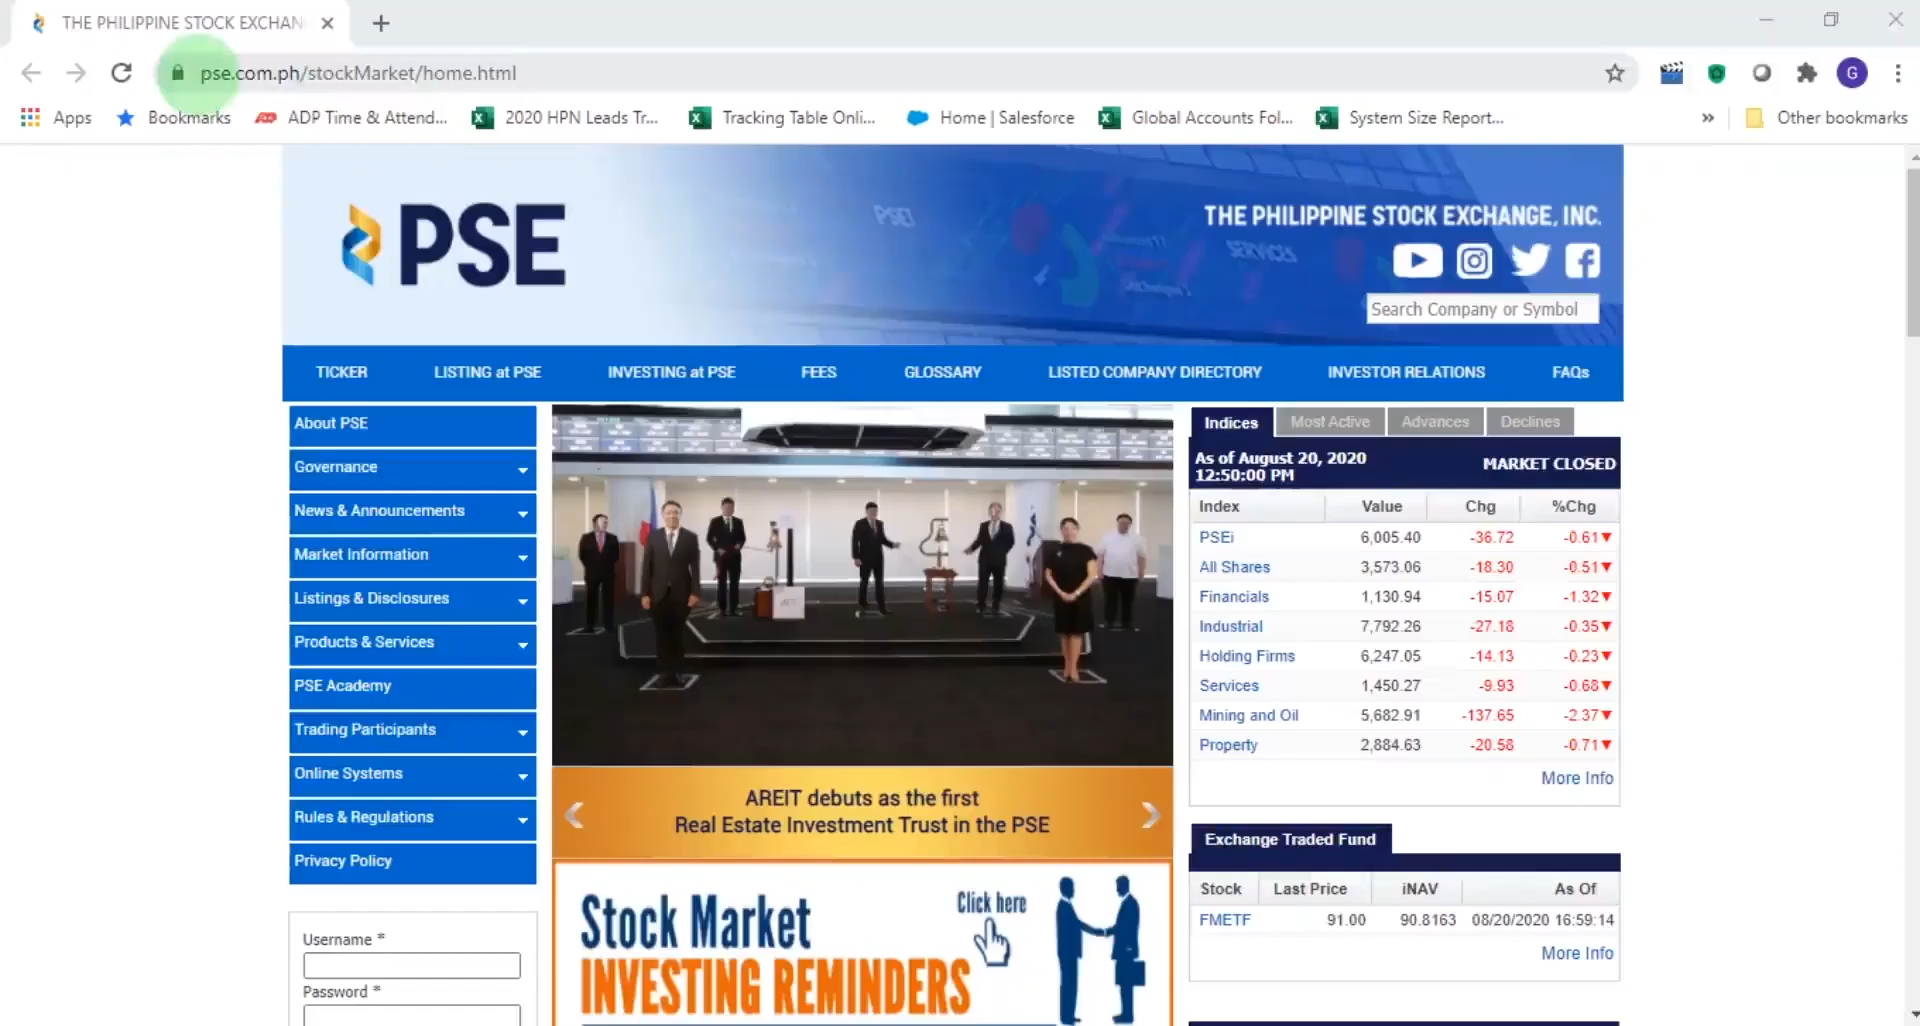 THE PHILIPPINE STOCK EXCHAN
pse.com.ph/stockMarket/home.html
G
Apps
Bookmarks
ADP Time & Attend...
2020 HPN Leads Tr...
Tracking Table Onli...
Home | Salesforce
Global Accounts Fol...
System Size Report...
»
Other bookmarks
PSE
PSEi
SERVICES
THE PHILIPPINE STOCK EXCHANGE, INC.
Search Company or Symbol
TICKER
LISTING at PSE
INVESTING at PSE
FEES
GLOSSARY
LISTED COMPANY DIRECTORY
INVESTOR RELATIONS
FAQs
About PSE
Governance
News & Announcements
Market Information
Listings & Disclosures
Products & Services
PSE Academy
Trading Participants
Online Systems
Rules & Regulations
Privacy Policy
Username *
Password *
AREIT debuts as the first
Real Estate Investment Trust in the PSE
Stock Market
INVESTING REMINDERS
Click here
Indices Most Active Advances Declines
As of August 20, 2020
12:50:00 PM
MARKET CLOSED
Index Value Chg %Chg
PSEi 6,005.40 -36.72 -0.61▼
All Shares 3,573.06 -18.30 -0.51▼
Financials 1,130.94 -15.07 -1.32▼
Industrial 7,792.26 -27.18 -0.35▼
Holding Firms 6,247.05 -14.13 -0.23▼
Services 1,450.27 -9.93 -0.68▼
Mining and Oil 5,682.91 -137.65 -2.37▼
Property 2,884.63 -20.58 -0.71▼
More Info
Exchange Traded Fund
Stock Last Price iNAV As Of
FMETF 91.00 90.8163 08/20/2020 16:59:14
More Info